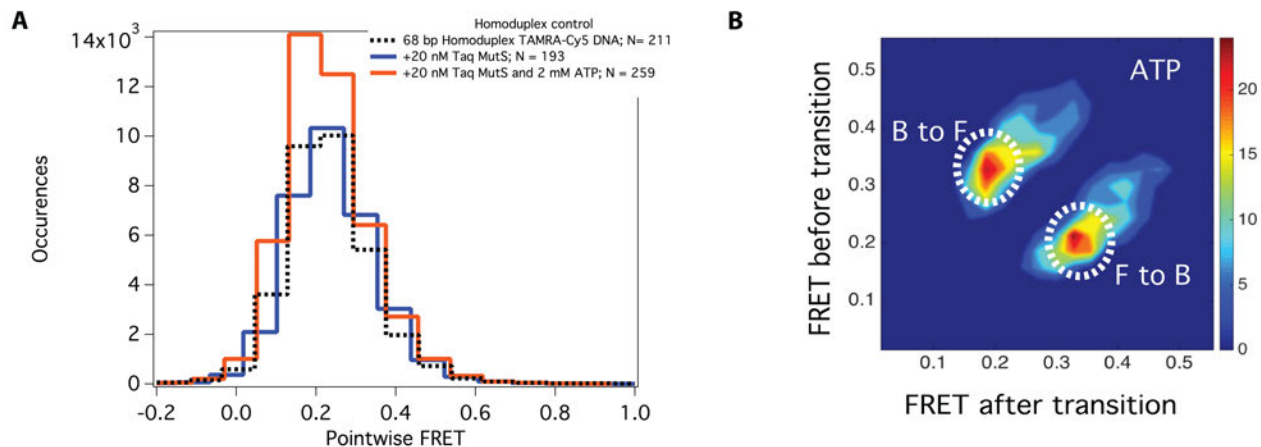 A
Homoduplex control
68 bp Homoduplex TAMRA-Cy5 DNA; N= 211
+20 nM Taq MutS; N = 193
+20 nM Taq MutS and 2 mM ATP; N = 259
14x10³
12
10
8
6
4
2
0
Occurences
-0.2
0.0
0.2
0.4
0.6
0.8
1.0
Pointwise FRET
B
ATP
B to F
F to B
0.5
0.4
0.3
0.2
0.1
FRET before transition
0.1
0.2
0.3
0.4
0.5
FRET after transition
20
15
10
5
0